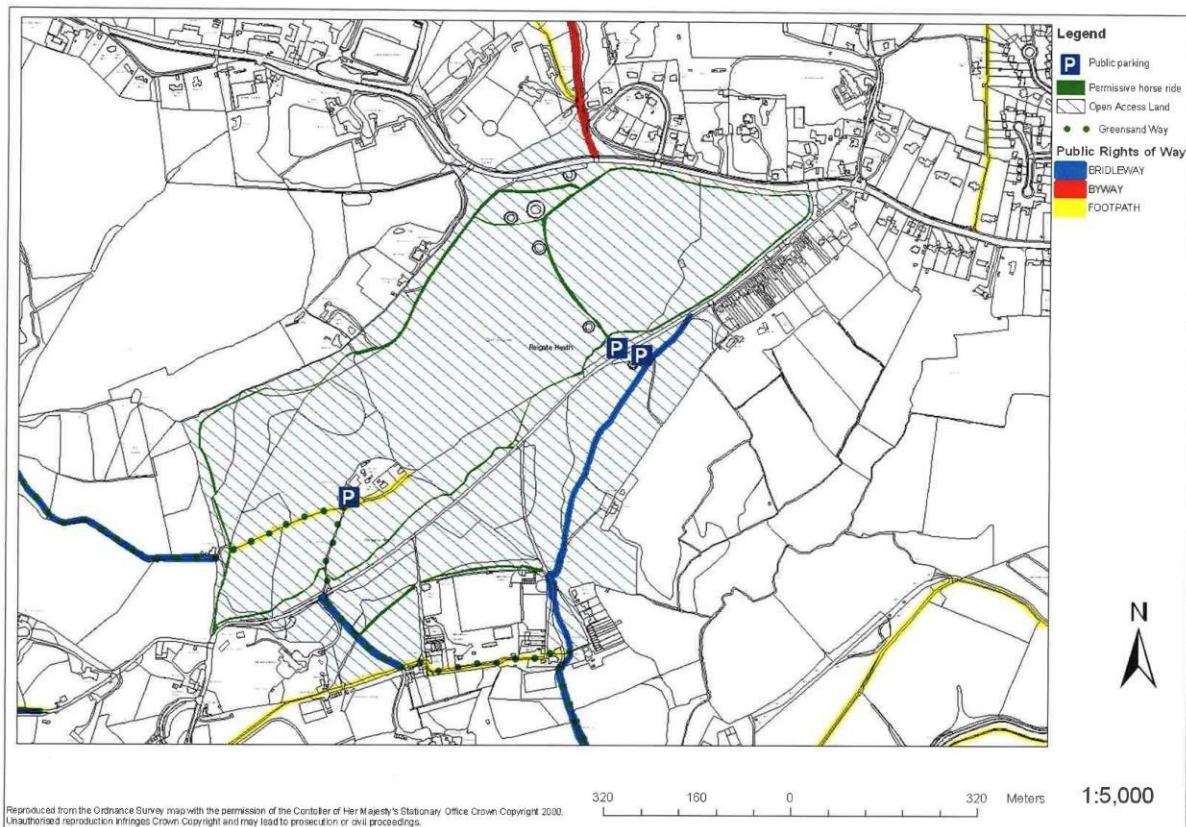 Legend
P Public parking
Permissive horse ride
Open Access Land
Greensand Way
Public Rights of Way
BRIDLEWAY
BYWAY
FOOTPATH
P
P
P
Reigate Heath
N
320 160 0 320 Meters
1:5,000
Reproduced from the Ordnance Survey map with the permission of the Contoller of Her Majesty's Stationary Office Crown Copyright 2000.
Unauthorised reproduction infringes Crown Copyright and may lead to prosecution or civil proceedings.